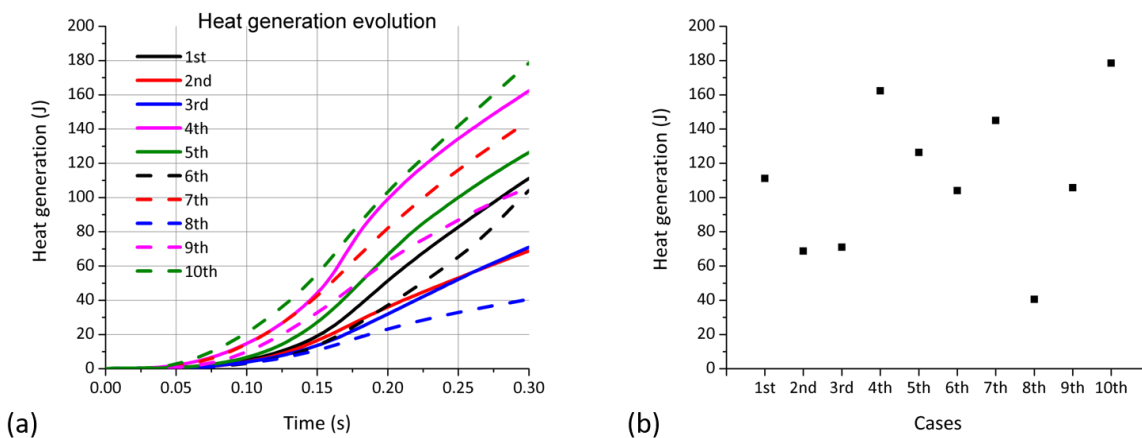 Heat generation evolution
200
180
160
140
120
100
80
60
40
20
0
Heat generation (J)
1st
2nd
3rd
4th
5th
6th
7th
8th
9th
10th
0.00 0.05 0.10 0.15 0.20 0.25 0.30
Time (s)
(a)
200
180
160
140
120
100
80
60
40
20
0
Heat generation (J)
1st 2nd 3rd 4th 5th 6th 7th 8th 9th 10th
Cases
(b)